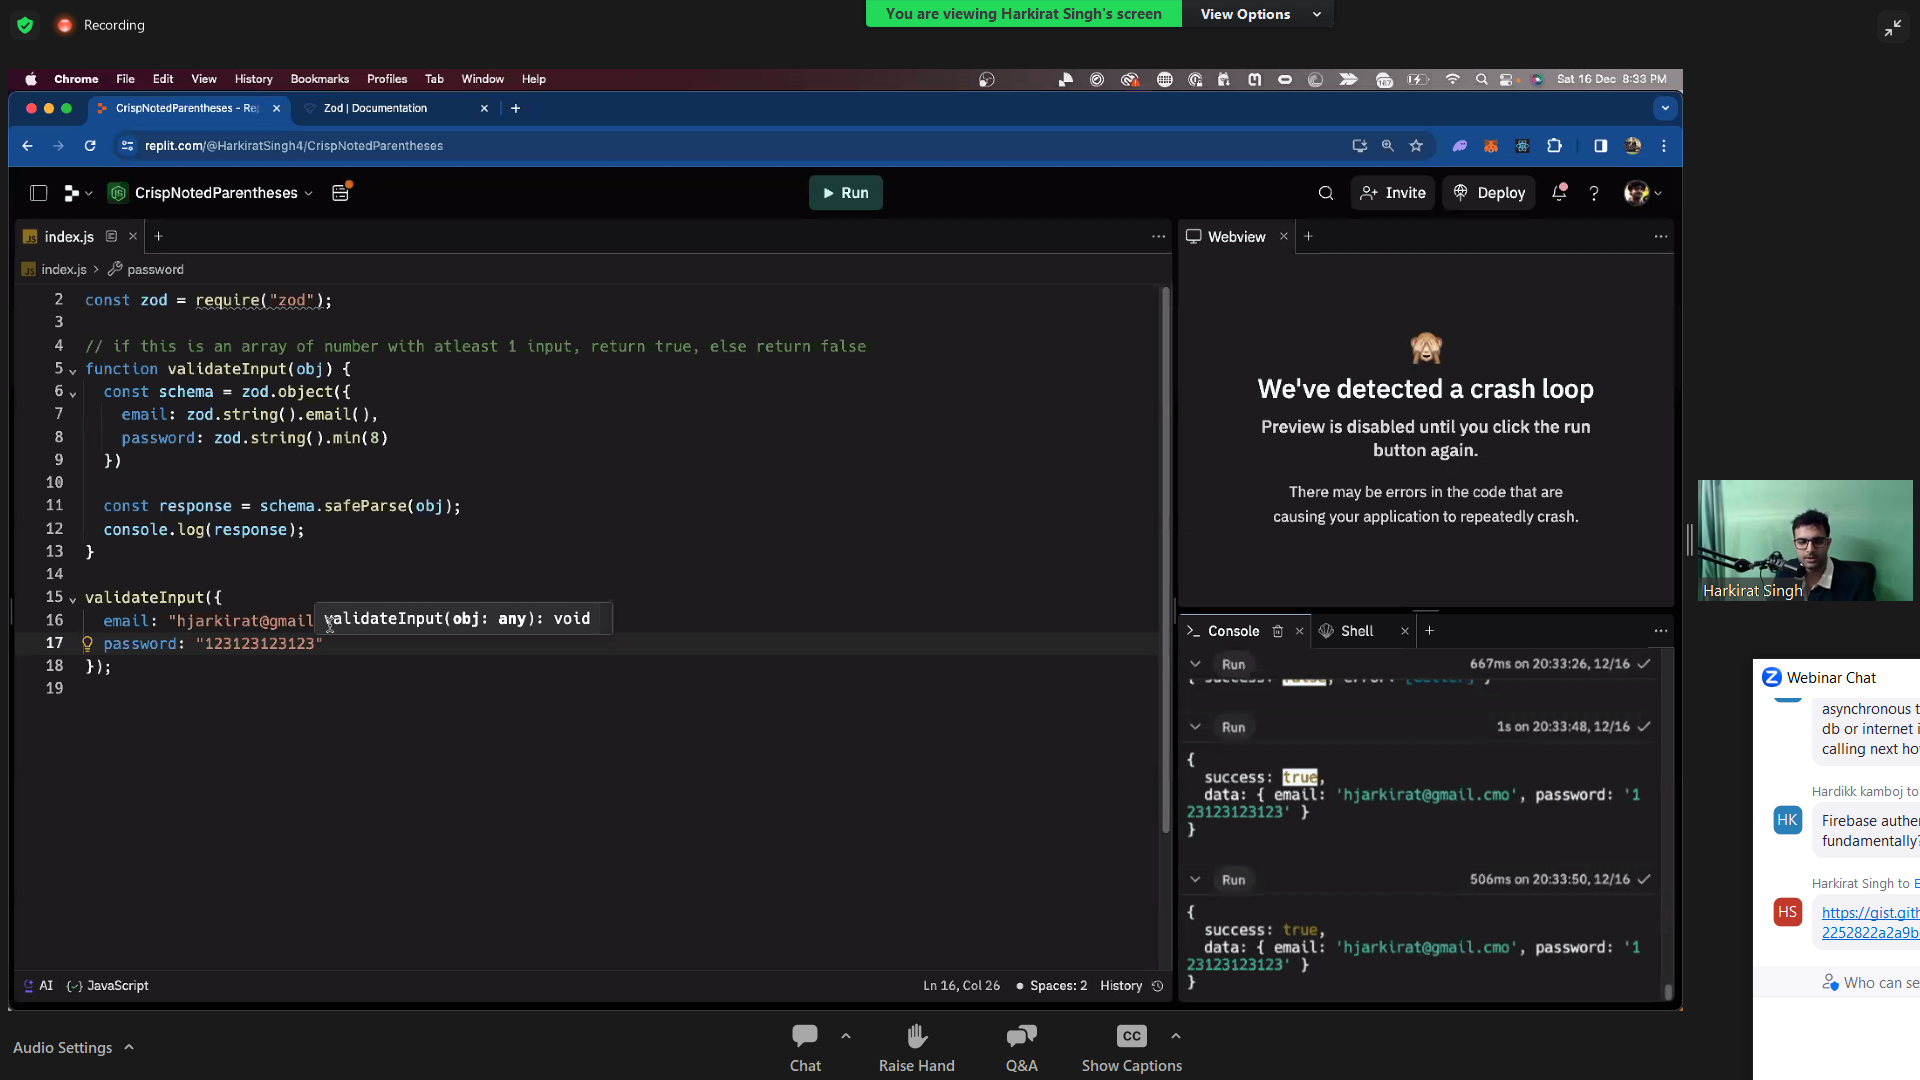 Recording
You are viewing Harkirat Singh's screen
View Options
Chrome File Edit View History Bookmarks Profiles Tab Window Help
167
Sat 16 Dec 8:33 PM
CrispNotedParentheses - Rep
Zod | Documentation
replit.com/@HarkiratSingh4/CrispNotedParentheses
CrispNotedParentheses
Run
Invite
Deploy
index.js
index.js > password
2 const zod = require("zod");
3
4 // if this is an array of number with atleast 1 input, return true, else return false
5 function validateInput(obj) {
6 const schema = zod.object({
7 email: zod.string().email(),
8 password: zod.string().min(8)
9 })
10
11 const response = schema.safeParse(obj);
12 console.log(response);
13 }
14
15 validateInput({
16 email: "hjarkirat@gmail
validateInput(obj: any): void
17 password: "123123123123"
18 });
19
AI
JavaScript
Ln 16, Col 26
Spaces: 2
History
Webview
We've detected a crash loop
Preview is disabled until you click the run
button again.
There may be errors in the code that are
causing your application to repeatedly crash.
Console
Shell
Run
667ms on 20:33:26, 12/16
Run
1s on 20:33:48, 12/16
{
success: true,
data: { email: 'hjarkirat@gmail.cmo', password: '1
23123123123' }
}
Run
506ms on 20:33:50, 12/16
{
success: true,
data: { email: 'hjarkirat@gmail.cmo', password: '1
23123123123' }
}
Harkirat Singh
Webinar Chat
asynchronous t
db or internet i
calling next ho
Hardikk kamboj to
HK
Firebase authe
fundamentally?
Harkirat Singh to E
HS
https://gist.gith
2252822a2a9b
Who can se
Audio Settings
Chat
Raise Hand
Q&A
CC
Show Captions